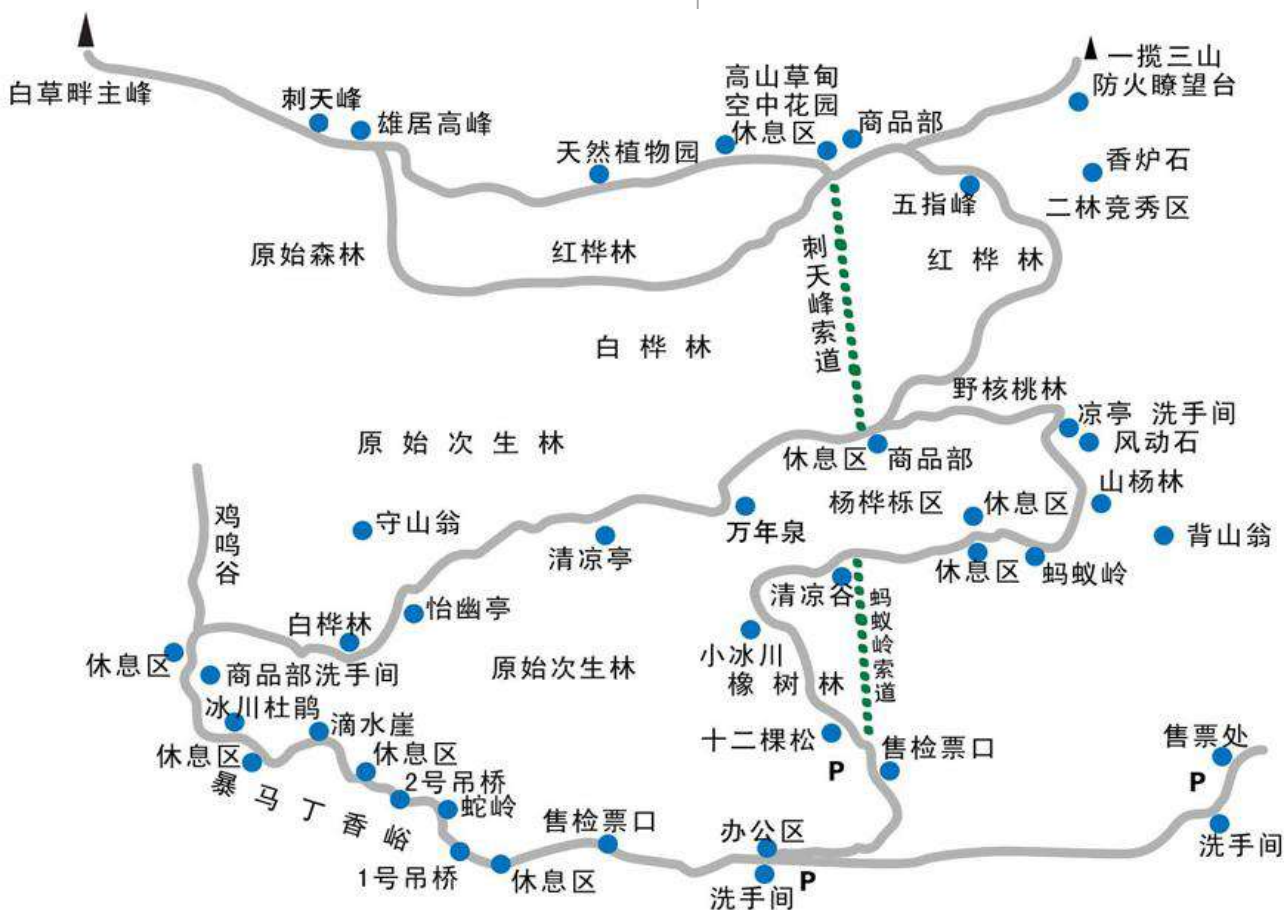 一揽三山
防火瞭望台
白草畔主峰
刺天峰
雄居高峰
高山草甸
空中花园
休息区
商品部
天然植物园
香炉石
五指峰
二林竞秀区
原始森林
红桦林
红桦林
刺天峰索道
白桦林
野核桃林
凉亭 洗手间
风动石
原始次生林
休息区
商品部
山杨林
杨桦栎区
休息区
鸡鸣谷
守山翁
清凉亭
万年泉
背山翁
休息区
蚂蚁岭
清凉谷
蚂蚁岭索道
怡幽亭
白桦林
小冰川
休息区
商品部洗手间
原始次生林
橡树林
冰川杜鹃
滴水崖
十二棵松
售检票口
售票处
休息区
休息区
P
P
暴马丁香峪
2号吊桥
蛇岭
售检票口
办公区
洗手间
1号吊桥
休息区
洗手间
P